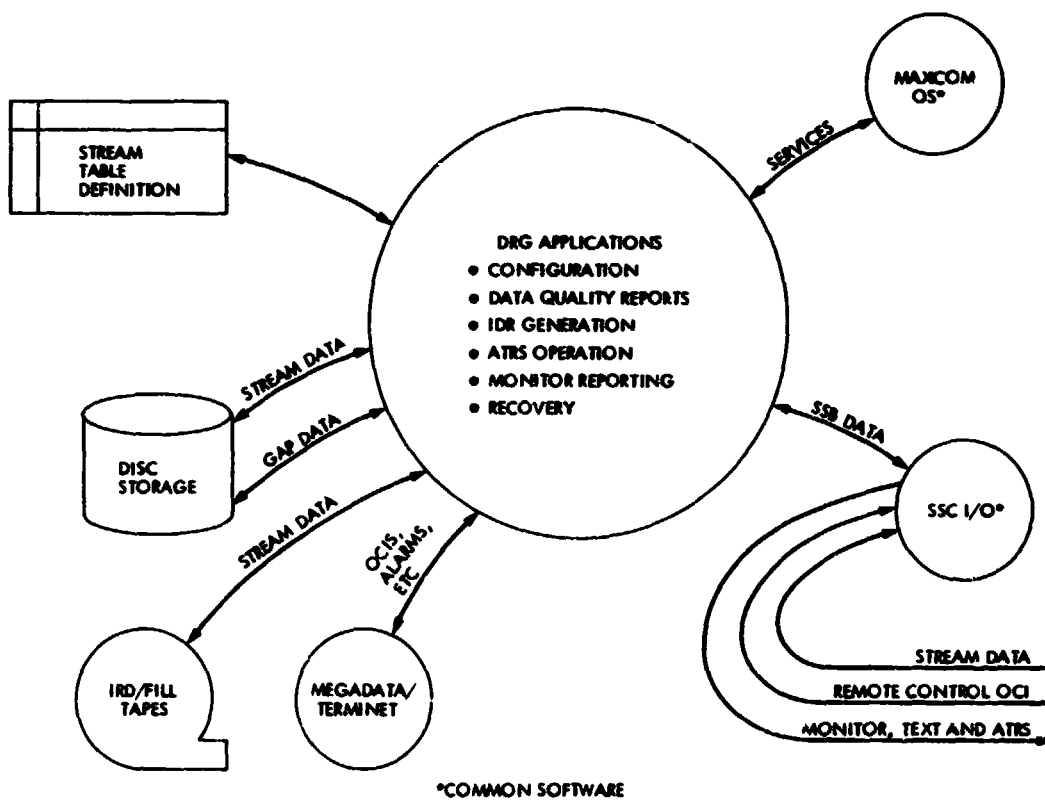 MAXCOM
OS*
SERVICES
STREAM
TABLE
DEFINITION
DRG APPLICATIONS
• CONFIGURATION
• DATA QUALITY REPORTS
• IDR GENERATION
• ATRS OPERATION
• MONITOR REPORTING
• RECOVERY
STREAM DATA
GAP DATA
DISC
STORAGE
STREAM DATA
OCIS,
ALARMS,
ETC
SSB DATA
SSC I/O*
IRD/FILL
TAPES
MEGADATA/
TERMINET
STREAM DATA
REMOTE CONTROL OCI
MONITOR, TEXT AND ATRS
*COMMON SOFTWARE